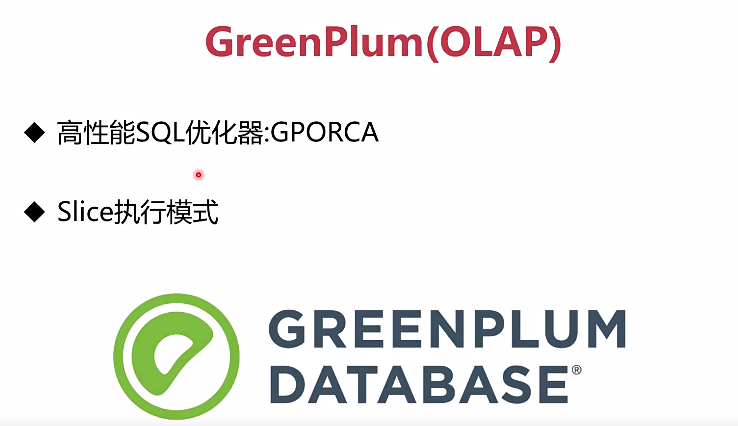 GreenPlum(OLAP)
◆ 高性能SQL优化器:GPORCA
◆ Slice执行模式
GREENPLUM
DATABASE®